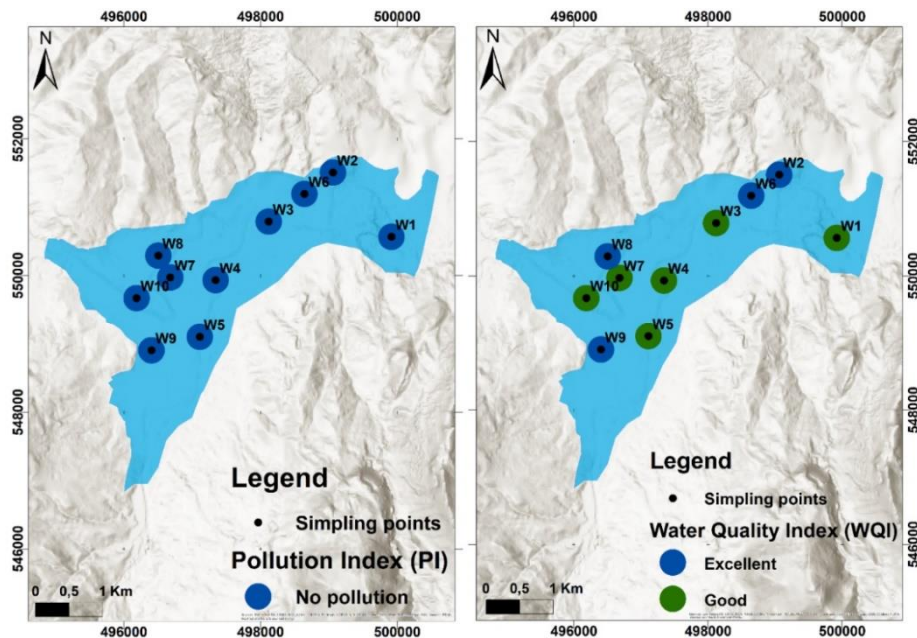 496000 498000 500000
N
552000
550000
548000
546000
W2
W6
W3
W1
W8
W7
W4
W10
W5
W9
Legend
Simpling points
Pollution Index (PI)
No pollution
0 0,5 1 Km
496000 498000 500000
496000 498000 500000
N
552000
550000
548000
546000
W2
W6
W3
W1
W8
W7
W4
W10
W5
W9
Legend
Simpling points
Water Quality Index (WQI)
Excellent
Good
0 0,5 1 Km
496000 498000 500000